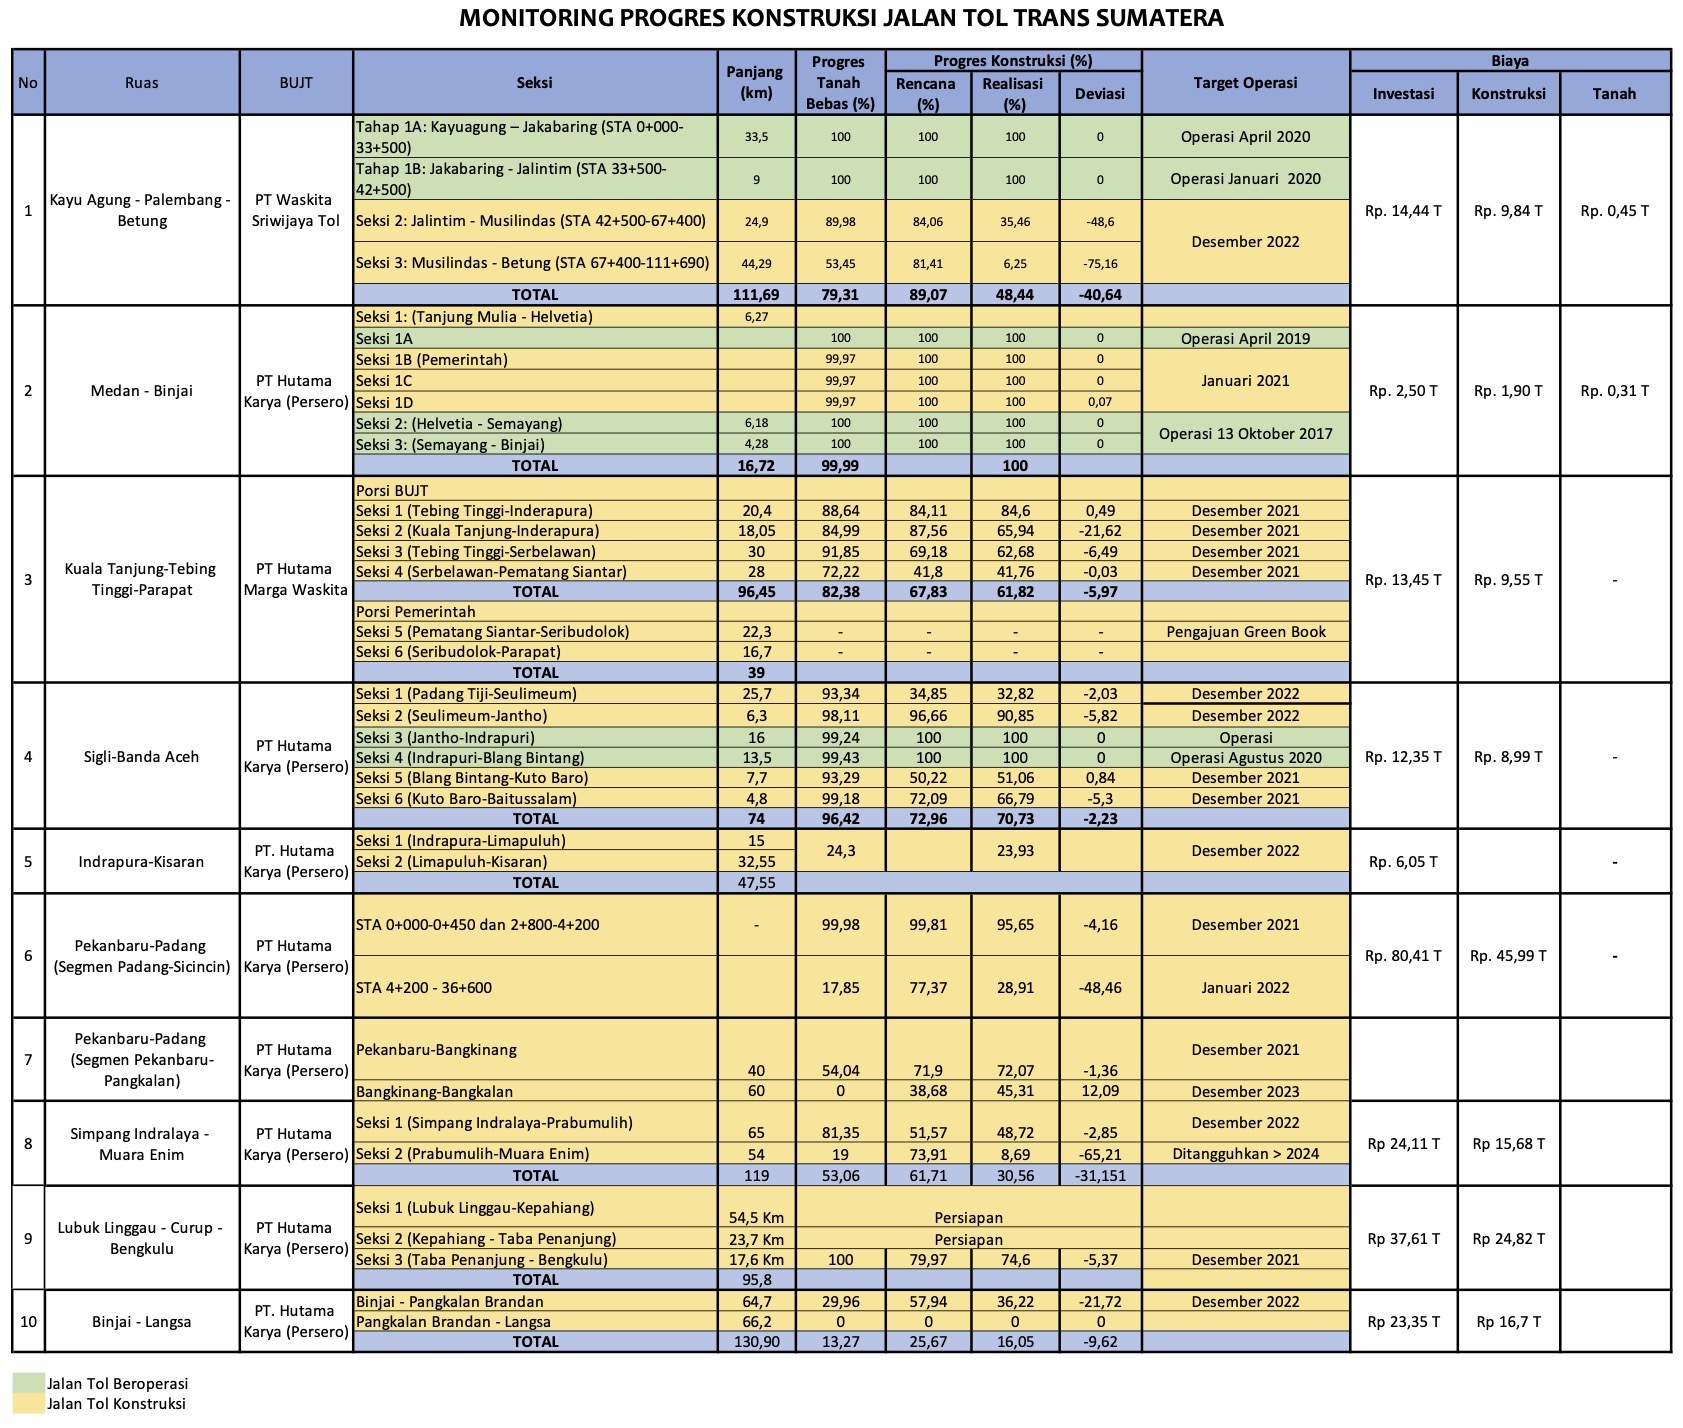 MONITORING PROGRES KONSTRUKSI JALAN TOL TRANS SUMATERA
No Ruas BUJT Seksi Panjang (km) Progres Tanah Bebas (%) Progres Konstruksi (%) Target Operasi Biaya
Rencana (%) Realisasi (%) Deviasi Investasi Konstruksi Tanah
1 Kayu Agung - Palembang - Betung PT Waskita Sriwijaya Tol Rp. 14,44 T Rp. 9,84 T Rp. 0,45 T
Tahap 1A: Kayuagung – Jakabaring (STA 0+000-33+500) 33,5 100 100 100 0 Operasi April 2020
Tahap 1B: Jakabaring - Jalintim (STA 33+500-42+500) 9 100 100 100 0 Operasi Januari 2020
Seksi 2: Jalintim - Musilindas (STA 42+500-67+400) 24,9 89,98 84,06 35,46 -48,6 Desember 2022
Seksi 3: Musilindas - Betung (STA 67+400-111+690) 44,29 53,45 81,41 6,25 -75,16
TOTAL 111,69 79,31 89,07 48,44 -40,64
2 Medan - Binjai PT Hutama Karya (Persero) Rp. 2,50 T Rp. 1,90 T Rp. 0,31 T
Seksi 1: (Tanjung Mulia - Helvetia) 6,27
Seksi 1A 100 100 100 0 Operasi April 2019
Seksi 1B (Pemerintah) 99,97 100 100 0
Seksi 1C 99,97 100 100 0 Januari 2021
Seksi 1D 99,97 100 100 0,07
Seksi 2: (Helvetia - Semayang) 6,18 100 100 100 0 Operasi 13 Oktober 2017
Seksi 3: (Semayang - Binjai) 4,28 100 100 100 0
TOTAL 16,72 99,99 100
3 Kuala Tanjung-Tebing Tinggi-Parapat PT Hutama Marga Waskita Rp. 13,45 T Rp. 9,55 T -
Porsi BUJT
Seksi 1 (Tebing Tinggi-Inderapura) 20,4 88,64 84,11 84,6 0,49 Desember 2021
Seksi 2 (Kuala Tanjung-Inderapura) 18,05 84,99 87,56 65,94 -21,62 Desember 2021
Seksi 3 (Tebing Tinggi-Serbelawan) 30 91,85 69,18 62,68 -6,49 Desember 2021
Seksi 4 (Serbelawan-Pematang Siantar) 28 72,22 41,8 41,76 -0,03 Desember 2021
TOTAL 96,45 82,38 67,83 61,82 -5,97
Porsi Pemerintah
Seksi 5 (Pematang Siantar-Seribudolok) 22,3 - - - - Pengajuan Green Book
Seksi 6 (Seribudolok-Parapat) 16,7 - - - -
TOTAL 39
4 Sigli-Banda Aceh PT Hutama Karya (Persero) Rp. 12,35 T Rp. 8,99 T -
Seksi 1 (Padang Tiji-Seulimeum) 25,7 93,34 34,85 32,82 -2,03 Desember 2022
Seksi 2 (Seulimeum-Jantho) 6,3 98,11 96,66 90,85 -5,82 Desember 2022
Seksi 3 (Jantho-Indrapuri) 16 99,24 100 100 0 Operasi
Seksi 4 (Indrapuri-Blang Bintang) 13,5 99,43 100 100 0 Operasi Agustus 2020
Seksi 5 (Blang Bintang-Kuto Baro) 7,7 93,29 50,22 51,06 0,84 Desember 2021
Seksi 6 (Kuto Baro-Baitussalam) 4,8 99,18 72,09 66,79 -5,3 Desember 2021
TOTAL 74 96,42 72,96 70,73 -2,23
5 Indrapura-Kisaran PT. Hutama Karya (Persero) Rp. 6,05 T -
Seksi 1 (Indrapura-Limapuluh) 15 24,3 23,93 Desember 2022
Seksi 2 (Limapuluh-Kisaran) 32,55
TOTAL 47,55
6 Pekanbaru-Padang (Segmen Padang-Sicincin) PT Hutama Karya (Persero) Rp. 80,41 T Rp. 45,99 T -
STA 0+000-0+450 dan 2+800-4+200 - 99,98 99,81 95,65 -4,16 Desember 2021
STA 4+200 - 36+600 17,85 77,37 28,91 -48,46 Januari 2022
7 Pekanbaru-Padang (Segmen Pekanbaru-Pangkalan) PT Hutama Karya (Persero)
Pekanbaru-Bangkinang 40 54,04 71,9 72,07 -1,36 Desember 2021
Bangkinang-Bangkalan 60 0 38,68 45,31 12,09 Desember 2023
8 Simpang Indralaya - Muara Enim PT Hutama Karya (Persero) Rp 24,11 T Rp 15,68 T
Seksi 1 (Simpang Indralaya-Prabumulih) 65 81,35 51,57 48,72 -2,85 Desember 2022
Seksi 2 (Prabumulih-Muara Enim) 54 19 73,91 8,69 -65,21 Ditangguhkan > 2024
TOTAL 119 53,06 61,71 30,56 -31,151
9 Lubuk Linggau - Curup - Bengkulu PT Hutama Karya (Persero) Rp 37,61 T Rp 24,82 T
Seksi 1 (Lubuk Linggau-Kepahiang) 54,5 Km Persiapan
Seksi 2 (Kepahiang - Taba Penanjung) 23,7 Km Persiapan
Seksi 3 (Taba Penanjung - Bengkulu) 17,6 Km 100 79,97 74,6 -5,37 Desember 2021
TOTAL 95,8
10 Binjai - Langsa PT. Hutama Karya (Persero) Rp 23,35 T Rp 16,7 T
Binjai - Pangkalan Brandan 64,7 29,96 57,94 36,22 -21,72 Desember 2022
Pangkalan Brandan - Langsa 66,2 0 0 0 0
TOTAL 130,90 13,27 25,67 16,05 -9,62
Jalan Tol Beroperasi
Jalan Tol Konstruksi